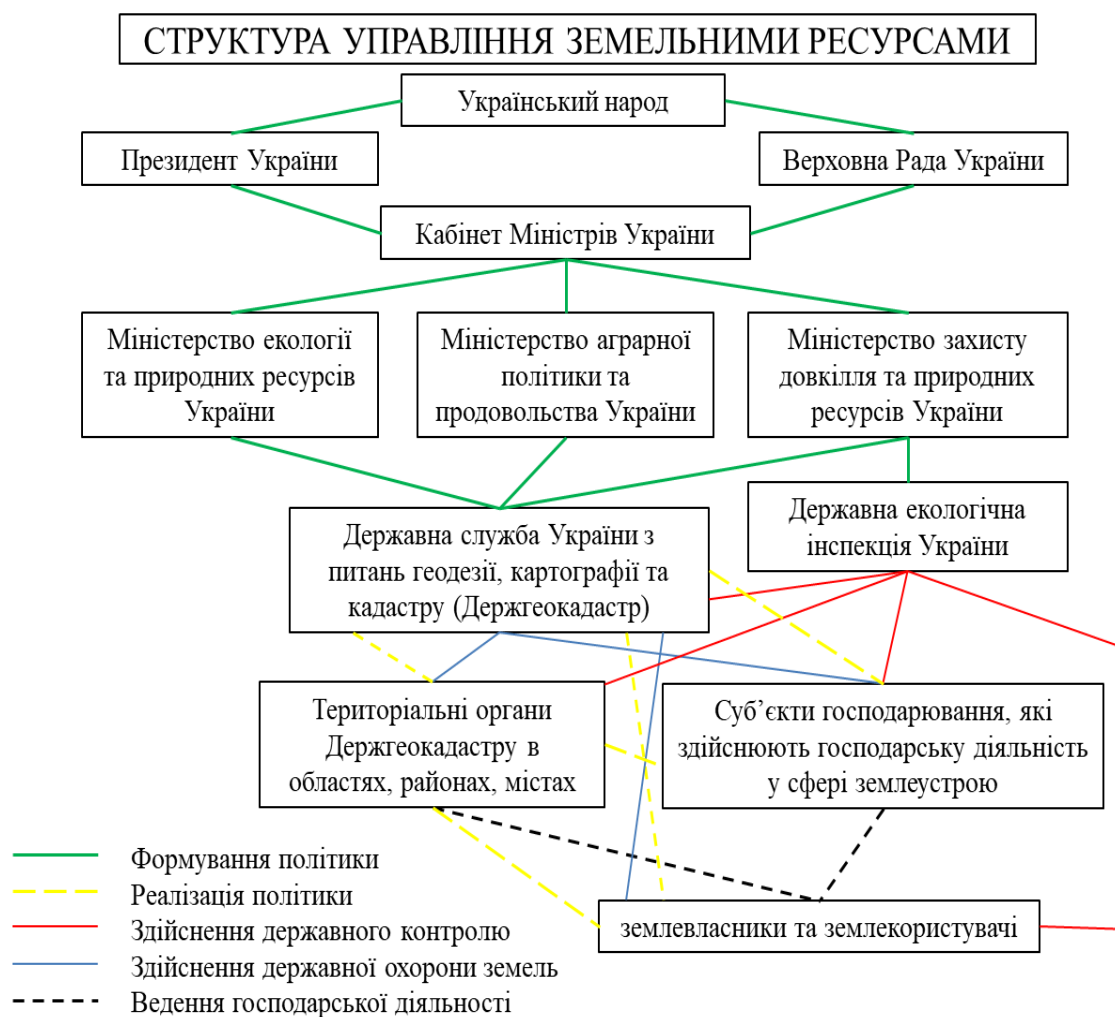 СТРУКТУРА УПРАВЛІННЯ ЗЕМЕЛЬНИМИ РЕСУРСАМИ
Український народ
Президент України
Верховна Рада України
Кабінет Міністрів України
Міністерство екології
та природних ресурсів
України
Міністерство аграрної
політики та
продовольства України
Міністерство захисту
довкілля та природних
ресурсів України
Державна служба України з
питань геодезії, картографії та
кадастру (Держгеокадастр)
Державна екологічна
інспекція України
Територіальні органи
Держгеокадастру в
областях, районах, містах
Суб’єкти господарювання, які
здійснюють господарську діяльність
у сфері землеустрою
землевласники та землекористувачі
Формування політики
Реалізація політики
Здійснення державного контролю
Здійснення державної охорони земель
Ведення господарської діяльності